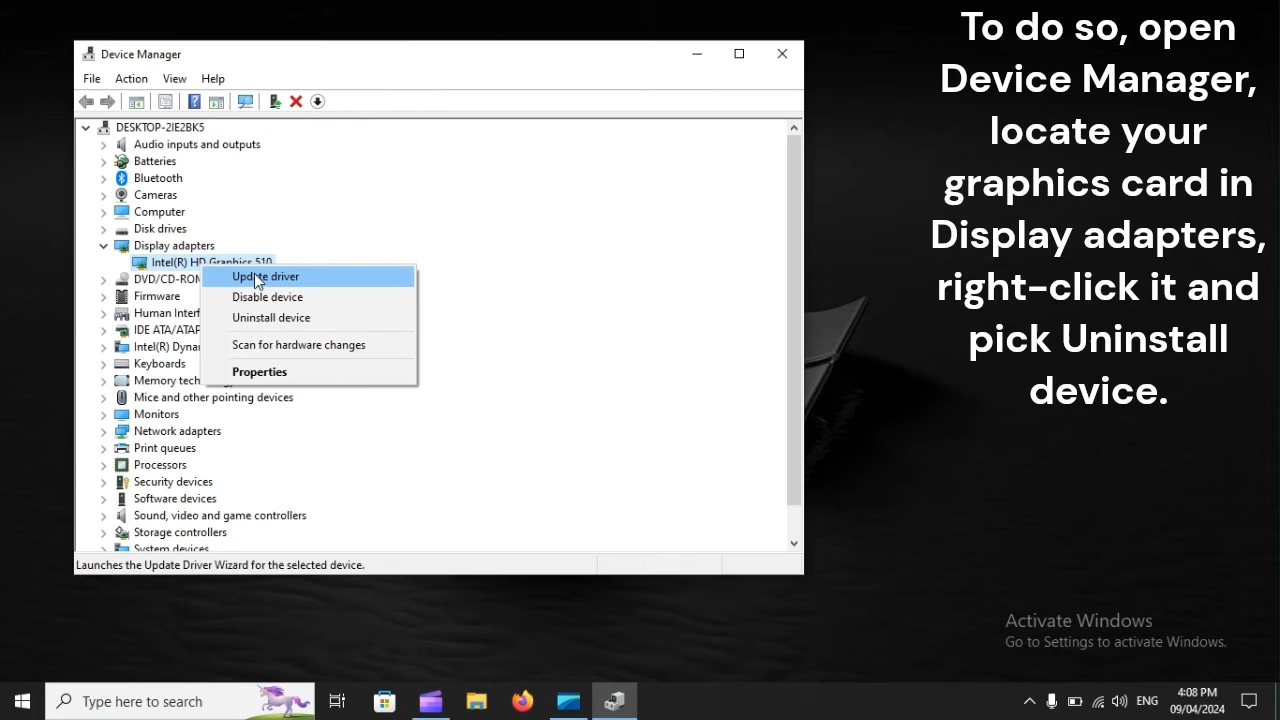 To do so, open
Device Manager,
locate your
graphics card in
Display adapters,
right-click it and
pick Uninstall
device.
Device Manager
File Action View Help
DESKTOP-2IE2BK5
Audio inputs and outputs
Batteries
Bluetooth
Cameras
Computer
Disk drives
Display adapters
Intel(R) HD Graphics 510
Update driver
Disable device
Uninstall device
Scan for hardware changes
Properties
DVD/CD-ROM
Firmware
Human Interf
IDE ATA/ATAP
Intel(R) Dynar
Keyboards
Memory tech
Mice and other pointing devices
Monitors
Network adapters
Print queues
Processors
Security devices
Software devices
Sound, video and game controllers
Storage controllers
System devices
Launches the Update Driver Wizard for the selected device.
Activate Windows
Go to Settings to activate Windows.
Type here to search
ENG
4:08 PM
09/04/2024